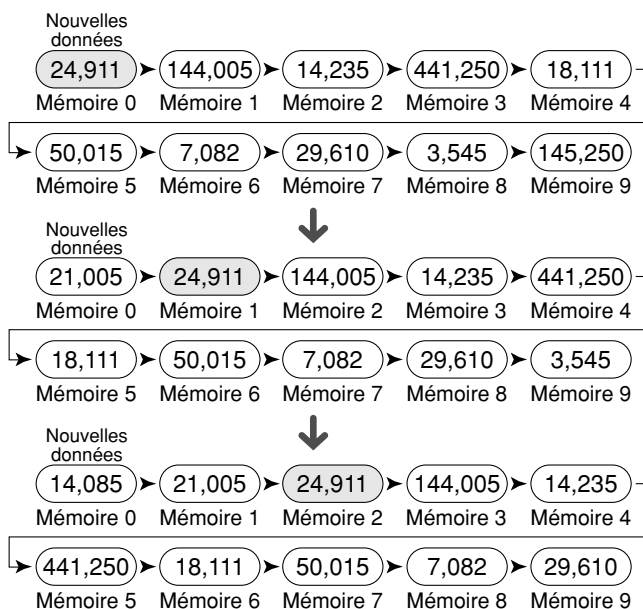 Nouvelles
données
24,911 144,005 14,235 441,250 18,111
Mémoire 0 Mémoire 1 Mémoire 2 Mémoire 3 Mémoire 4
50,015 7,082 29,610 3,545 145,250
Mémoire 5 Mémoire 6 Mémoire 7 Mémoire 8 Mémoire 9
Nouvelles
données
21,005 24,911 144,005 14,235 441,250
Mémoire 0 Mémoire 1 Mémoire 2 Mémoire 3 Mémoire 4
18,111 50,015 7,082 29,610 3,545
Mémoire 5 Mémoire 6 Mémoire 7 Mémoire 8 Mémoire 9
Nouvelles
données
14,085 21,005 24,911 144,005 14,235
Mémoire 0 Mémoire 1 Mémoire 2 Mémoire 3 Mémoire 4
441,250 18,111 50,015 7,082 29,610
Mémoire 5 Mémoire 6 Mémoire 7 Mémoire 8 Mémoire 9